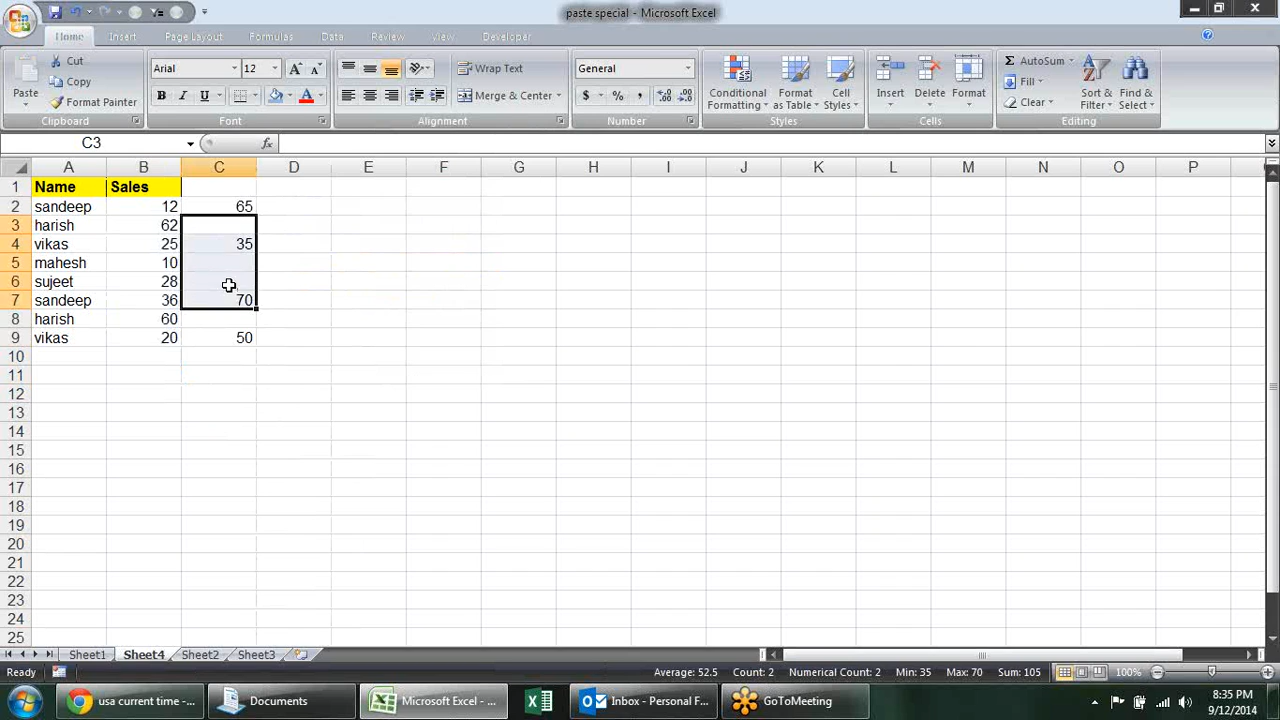 paste special - Microsoft Excel
Home Insert Page Layout Formulas Data Review View Developer
Paste Cut Copy Format Painter Clipboard
Arial 12 A A B I U A Font
Wrap Text Merge & Center Alignment
General $ % , Number
Conditional Formatting Format as Table Cell Styles Styles
Insert Delete Format Cells
Σ AutoSum Fill Clear Sort & Filter Find & Select Editing
C3 fx
A B C D E F G H I J K L M N O P
1 Name Sales
2 sandeep 12 65
3 harish 62
4 vikas 25 35
5 mahesh 10
6 sujeet 28
7 sandeep 36 70
8 harish 60
9 vikas 20 50
10
11
12
13
14
15
16
17
18
19
20
21
22
23
24
25
Sheet1 Sheet4 Sheet2 Sheet3
Ready Average: 52.5 Count: 2 Numerical Count: 2 Min: 35 Max: 70 Sum: 105 100%
usa current time -... Documents Microsoft Excel - ... Inbox - Personal F... GoToMeeting 8:35 PM
9/12/2014